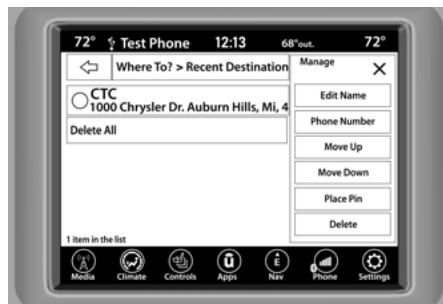 72° Test Phone 12:13 68°out. 72°
Where To? > Recent Destination
Manage
X
CTC
1000 Chrysler Dr. Auburn Hills, Mi, 4
Delete All
Edit Name
Phone Number
Move Up
Move Down
Place Pin
Delete
1 item in the list
Media
Climate
Controls
ū
Apps
E
Nav
Phone
Settings